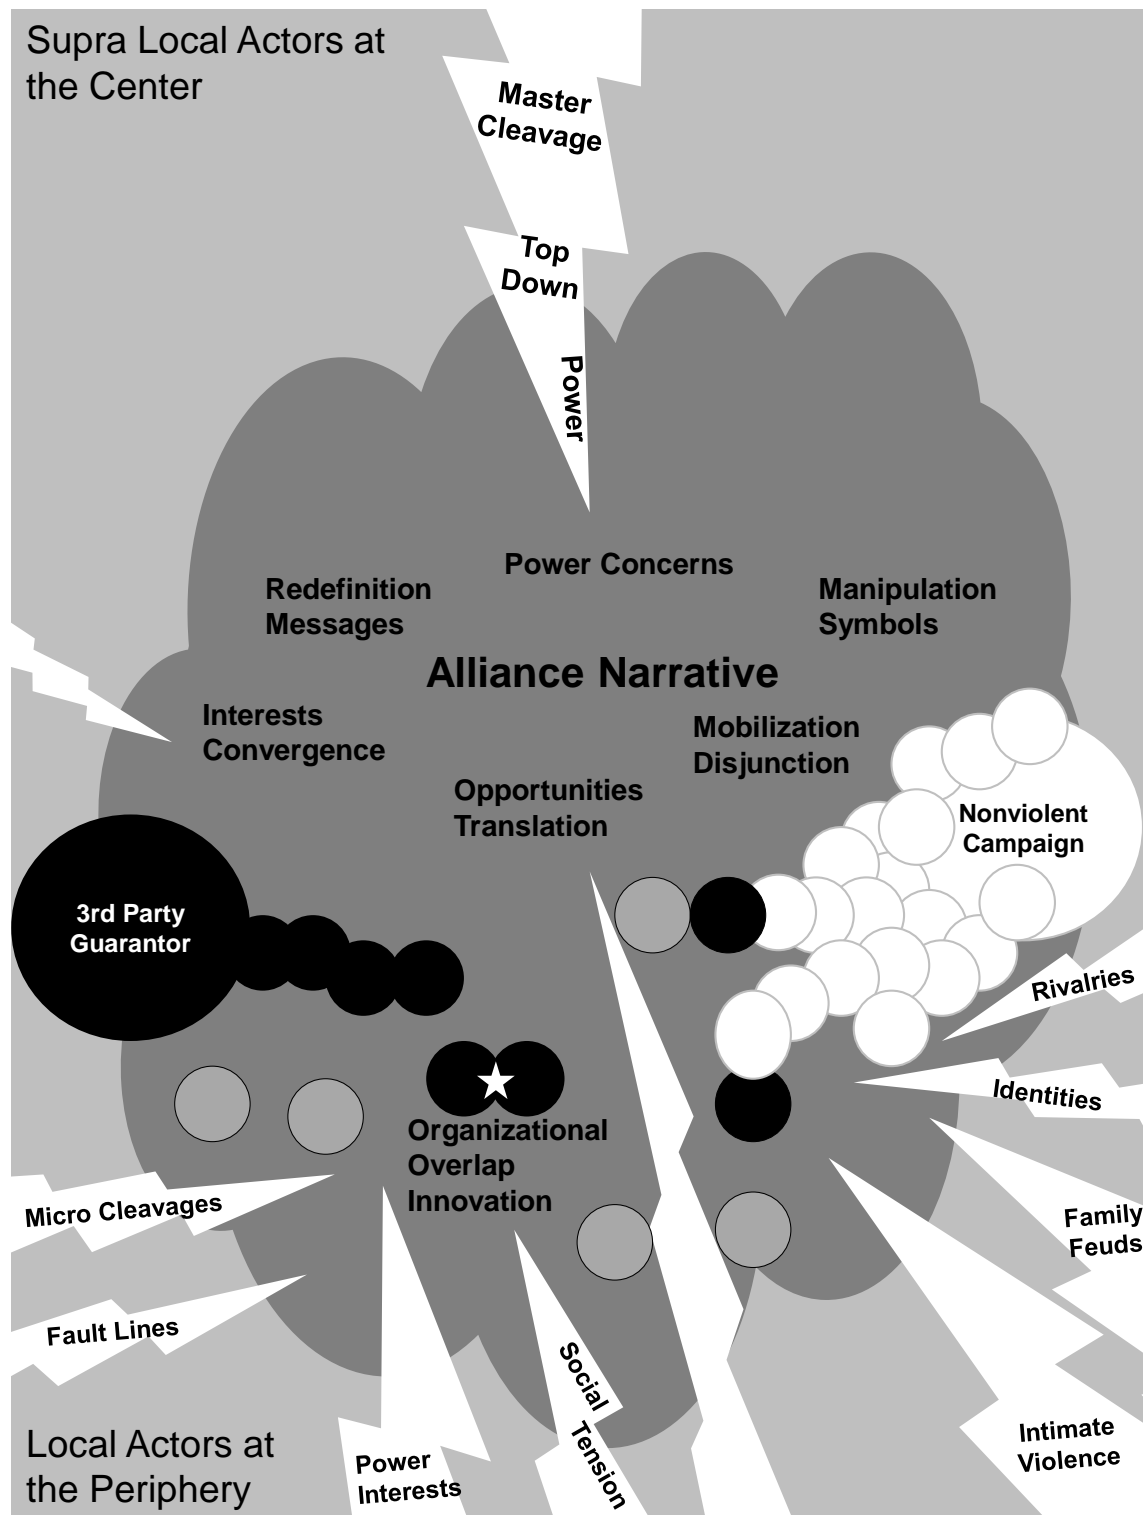 Supra Local Actors at
the Center
Master
Cleavage
Top
Down
Power
Power Concerns
Redefinition
Messages
Manipulation
Symbols
Alliance Narrative
Interests
Convergence
Mobilization
Disjunction
Opportunities
Translation
Nonviolent
Campaign
3rd Party
Guarantor
Rivalries
Identities
Organizational
Overlap
Innovation
Micro Cleavages
Family
Feuds
Fault Lines
Social
Tension
Local Actors at
the Periphery
Power
Interests
Intimate
Violence